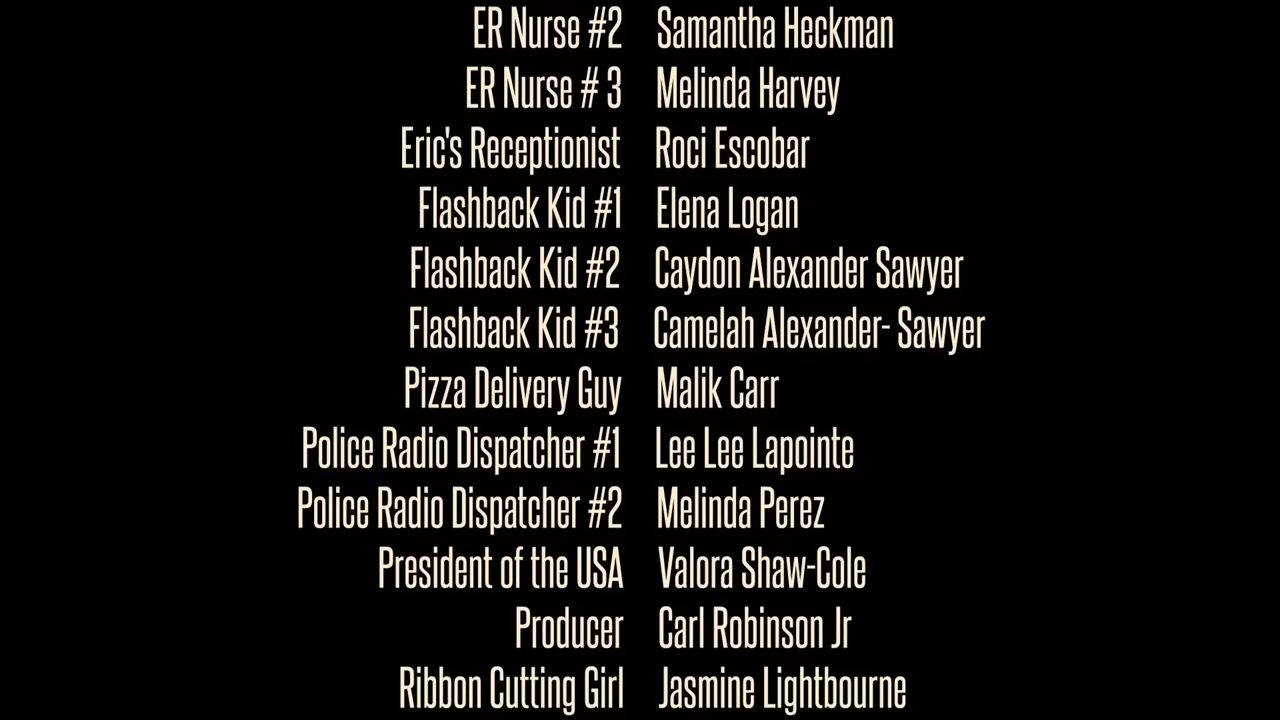 ER Nurse #2 Samantha Heckman
ER Nurse # 3 Melinda Harvey
Eric's Receptionist Roci Escobar
Flashback Kid #1 Elena Logan
Flashback Kid #2 Caydon Alexander Sawyer
Flashback Kid #3 Camelah Alexander- Sawyer
Pizza Delivery Guy Malik Carr
Police Radio Dispatcher #1 Lee Lee Lapointe
Police Radio Dispatcher #2 Melinda Perez
President of the USA Valora Shaw-Cole
Producer Carl Robinson Jr
Ribbon Cutting Girl Jasmine Lightbourne